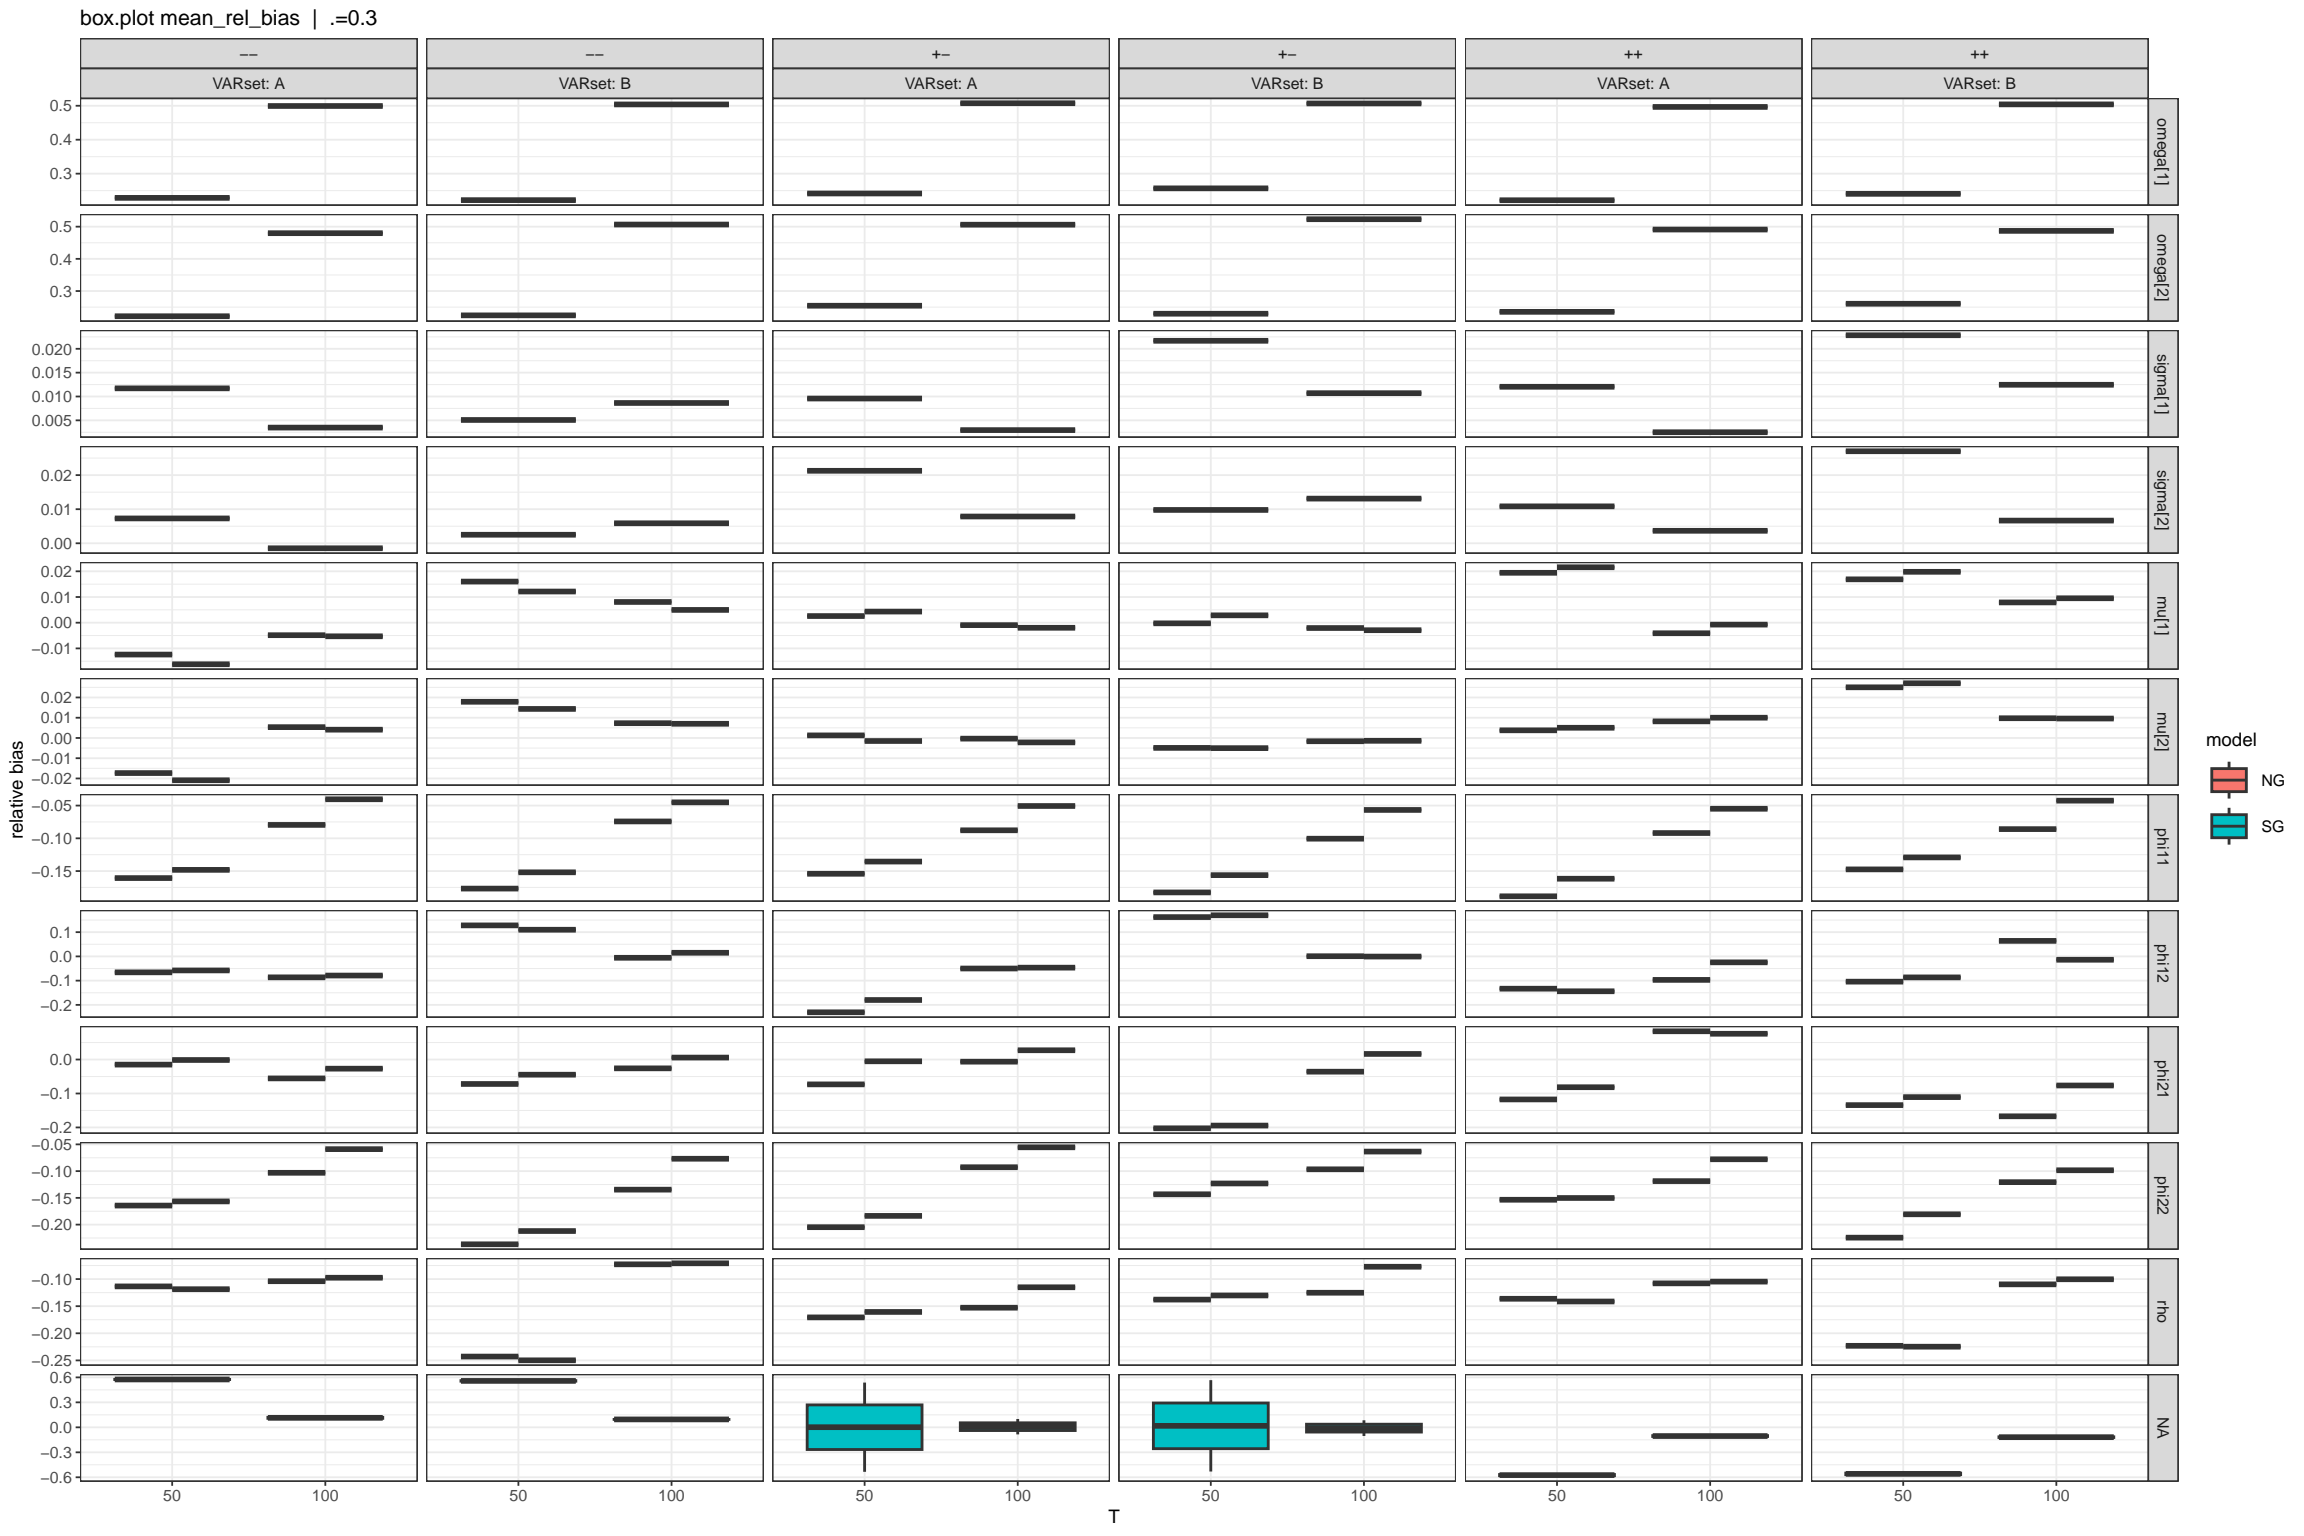 box.plot mean_rel_bias | .=0.3
−− −− +− +− ++ ++
VARset: A VARset: B VARset: A VARset: B VARset: A VARset: B
0.5
0.4
0.3
omega[1]
0.5
0.4
0.3
omega[2]
0.020
0.015
0.010
0.005
sigma[1]
0.02
0.01
0.00
sigma[2]
0.02
0.01
0.00
−0.01
mu[1]
0.02
0.01
0.00
−0.01
−0.02
mu[2]
−0.05
−0.10
−0.15
phi11
0.1
0.0
−0.1
−0.2
phi12
0.0
−0.1
−0.2
phi21
−0.05
−0.10
−0.15
−0.20
phi22
−0.10
−0.15
−0.20
−0.25
rho
0.6
0.3
0.0
−0.3
−0.6
NA
50 100 50 100 50 100 50 100 50 100 50 100
T
relative bias
model
NG
SG